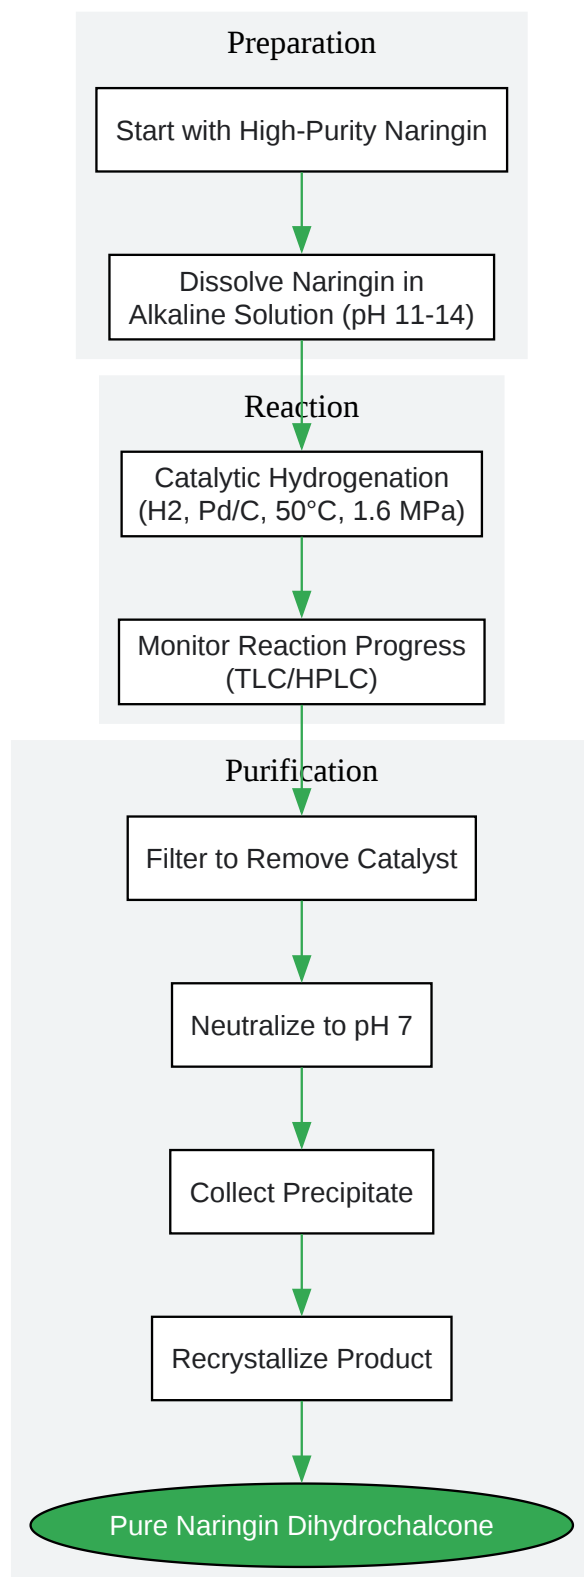 Preparation
Start with High-Purity Naringin
Dissolve Naringin in
Alkaline Solution (pH 11-14)
Reaction
Catalytic Hydrogenation
(H2, Pd/C, 50°C, 1.6 MPa)
Monitor Reaction Progress
(TLC/HPLC)
Purification
Filter to Remove Catalyst
Neutralize to pH 7
Collect Precipitate
Recrystallize Product
Pure Naringin Dihydrochalcone